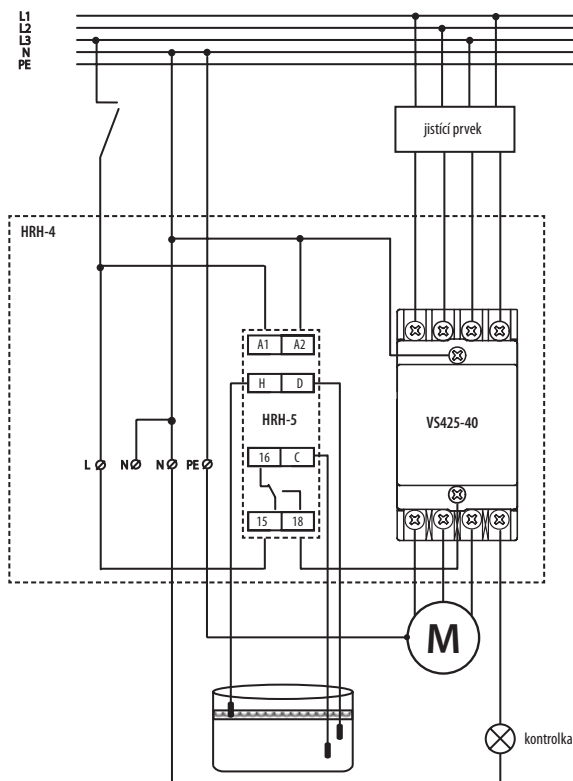 L1
L2
L3
N
PE
jistící prvek
HRH-4
A1 A2
H D
HRH-5
VS425-40
16 C
L N N PE
15 18
M
kontrolka